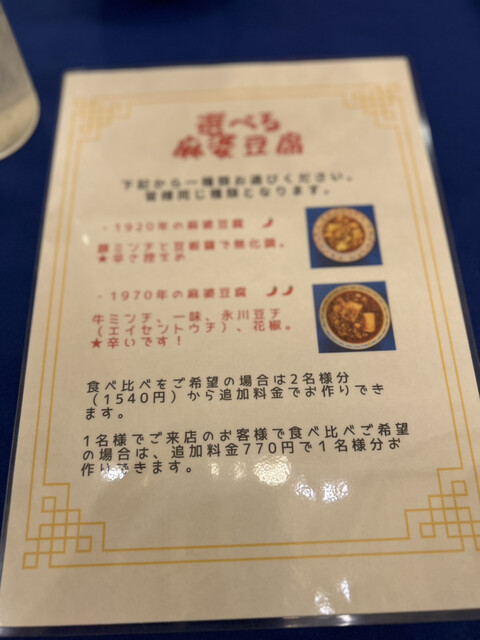 選べる
麻婆豆腐
下記から一種類お選びください。
皆様同じ種類となります。
・1920年の麻婆豆腐
豚ミンチと豆板醤で無化調。
★辛さ控えめ
・1970年の麻婆豆腐
牛ミンチ、一味、永川豆チ
（エイセントウチ）、花椒。
★辛いです！
食べ比べをご希望の場合は2名様分
（1540円）から追加料金でお作りでき
ます。
1名様でご来店のお客様で食べ比べご希望
の場合は、追加料金770円で１名様分お
作りできます。